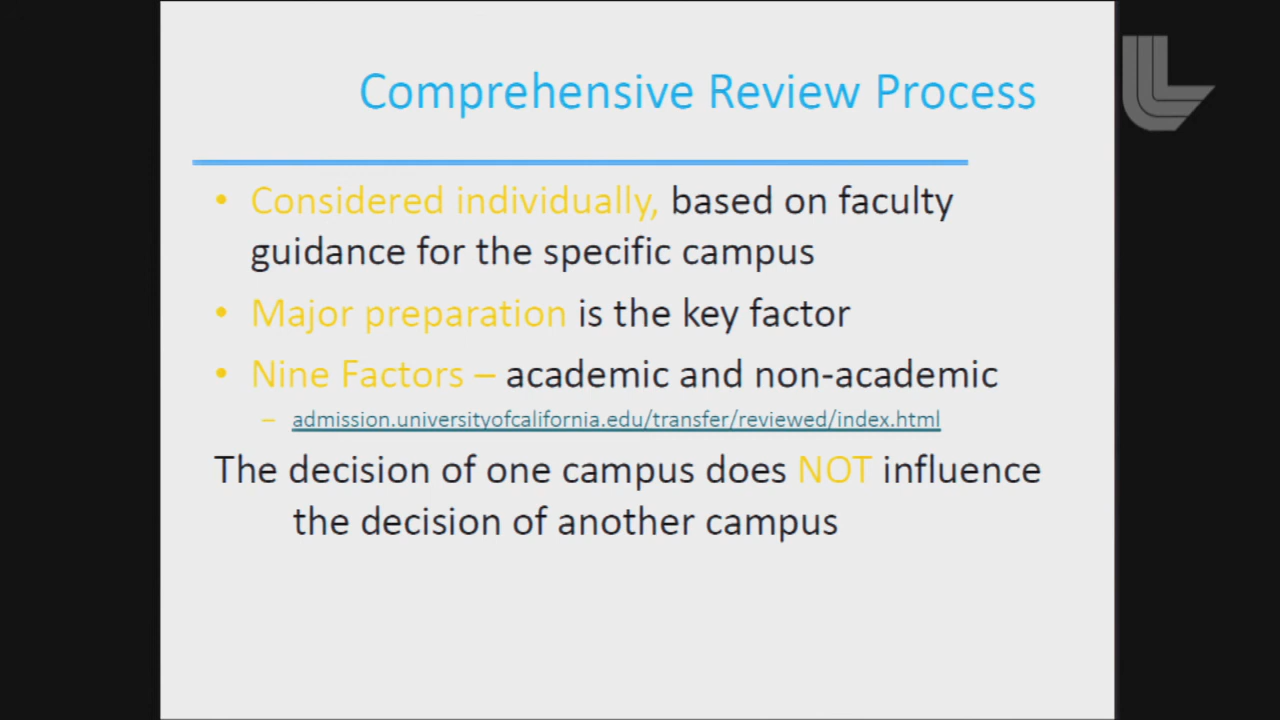 Comprehensive Review Process
• Considered individually, based on faculty
guidance for the specific campus
• Major preparation is the key factor
• Nine Factors – academic and non-academic
– admission.universityofcalifornia.edu/transfer/reviewed/index.html
The decision of one campus does NOT influence
the decision of another campus